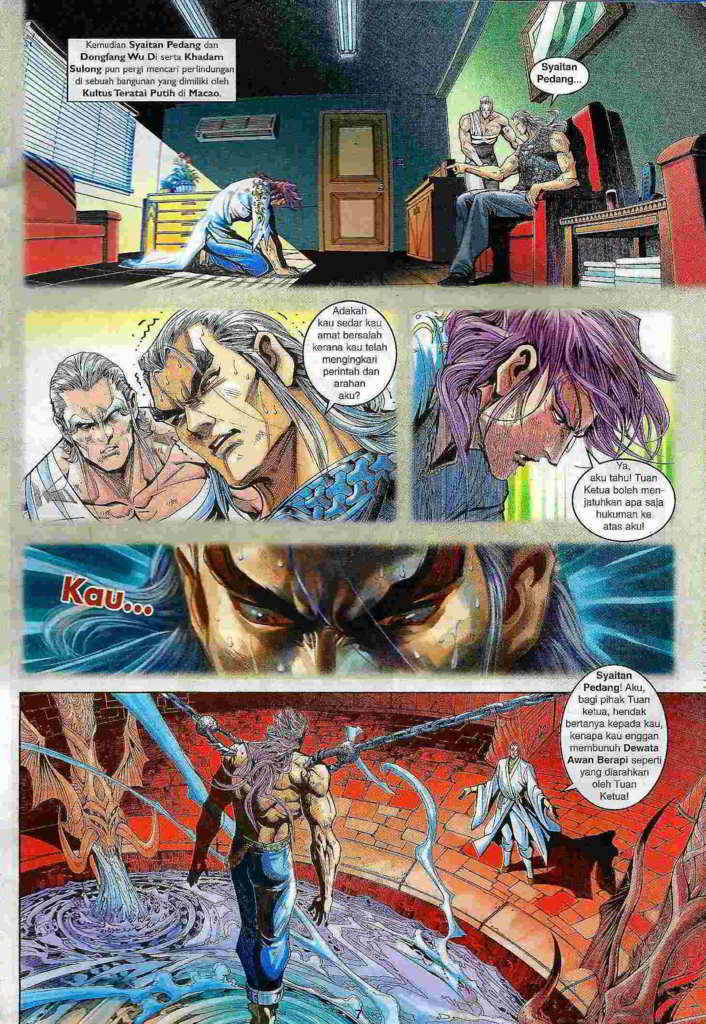 Kemudian Syaitan Pedang dan
Dongfang Wu Di serta Khadam
Sulong pun pergi mencari perlindungan
di sebuah bangunan yang dimiliki oleh
Kultus Teratai Putih di Macao.
Syaitan
Pedang...
Adakah
kau sedar kau
amat bersalah
kerana kau telah
mengingkari
perintah dan
arahan
aku?
Ya,
aku tahu! Tuan
Ketua boleh men-
jatuhkan apa saja
hukuman ke
atas aku!
Kau...
Syaitan
Pedang! Aku,
bagi pihak Tuan
ketua, hendak
bertanya kepada kau,
kenapa kau enggan
membunuh Dewata
Awan Berapi seperti
yang diarahkan
oleh Tuan
Ketua!
7